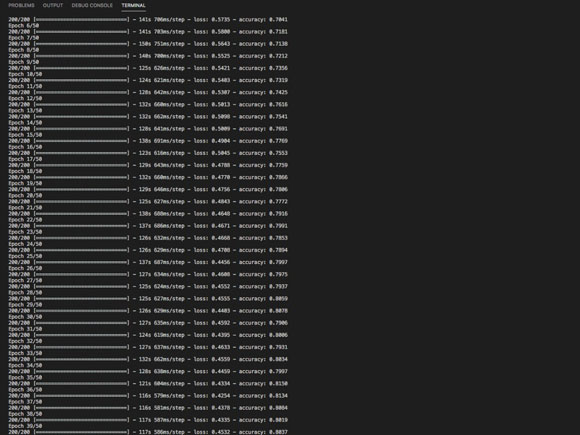 PROBLEMS OUTPUT DEBUG CONSOLE TERMINAL
200/200 [==============================] - 141s 706ms/step - loss: 0.5735 - accuracy: 0.7041
Epoch 6/50
200/200 [==============================] - 141s 703ms/step - loss: 0.5800 - accuracy: 0.7181
Epoch 7/50
200/200 [==============================] - 150s 751ms/step - loss: 0.5643 - accuracy: 0.7138
Epoch 8/50
200/200 [==============================] - 140s 700ms/step - loss: 0.5525 - accuracy: 0.7212
Epoch 9/50
200/200 [==============================] - 125s 626ms/step - loss: 0.5421 - accuracy: 0.7356
Epoch 10/50
200/200 [==============================] - 124s 621ms/step - loss: 0.5403 - accuracy: 0.7319
Epoch 11/50
200/200 [==============================] - 128s 642ms/step - loss: 0.5307 - accuracy: 0.7425
Epoch 12/50
200/200 [==============================] - 132s 660ms/step - loss: 0.5013 - accuracy: 0.7616
Epoch 13/50
200/200 [==============================] - 132s 662ms/step - loss: 0.5098 - accuracy: 0.7541
Epoch 14/50
200/200 [==============================] - 128s 641ms/step - loss: 0.5009 - accuracy: 0.7691
Epoch 15/50
200/200 [==============================] - 138s 691ms/step - loss: 0.4904 - accuracy: 0.7769
Epoch 16/50
200/200 [==============================] - 123s 616ms/step - loss: 0.5045 - accuracy: 0.7553
Epoch 17/50
200/200 [==============================] - 129s 643ms/step - loss: 0.4788 - accuracy: 0.7759
Epoch 18/50
200/200 [==============================] - 132s 660ms/step - loss: 0.4770 - accuracy: 0.7866
Epoch 19/50
200/200 [==============================] - 129s 646ms/step - loss: 0.4756 - accuracy: 0.7806
Epoch 20/50
200/200 [==============================] - 125s 627ms/step - loss: 0.4843 - accuracy: 0.7772
Epoch 21/50
200/200 [==============================] - 138s 688ms/step - loss: 0.4648 - accuracy: 0.7916
Epoch 22/50
200/200 [==============================] - 137s 686ms/step - loss: 0.4671 - accuracy: 0.7991
Epoch 23/50
200/200 [==============================] - 126s 632ms/step - loss: 0.4668 - accuracy: 0.7853
Epoch 24/50
200/200 [==============================] - 126s 629ms/step - loss: 0.4708 - accuracy: 0.7894
Epoch 25/50
200/200 [==============================] - 137s 687ms/step - loss: 0.4456 - accuracy: 0.7997
Epoch 26/50
200/200 [==============================] - 127s 634ms/step - loss: 0.4608 - accuracy: 0.7975
Epoch 27/50
200/200 [==============================] - 125s 624ms/step - loss: 0.4552 - accuracy: 0.7937
Epoch 28/50
200/200 [==============================] - 125s 627ms/step - loss: 0.4555 - accuracy: 0.8059
Epoch 29/50
200/200 [==============================] - 126s 629ms/step - loss: 0.4403 - accuracy: 0.8078
Epoch 30/50
200/200 [==============================] - 127s 635ms/step - loss: 0.4592 - accuracy: 0.7906
Epoch 31/50
200/200 [==============================] - 124s 619ms/step - loss: 0.4395 - accuracy: 0.8006
Epoch 32/50
200/200 [==============================] - 127s 637ms/step - loss: 0.4633 - accuracy: 0.7931
Epoch 33/50
200/200 [==============================] - 132s 662ms/step - loss: 0.4559 - accuracy: 0.8034
Epoch 34/50
200/200 [==============================] - 128s 638ms/step - loss: 0.4459 - accuracy: 0.7997
Epoch 35/50
200/200 [==============================] - 121s 604ms/step - loss: 0.4334 - accuracy: 0.8150
Epoch 36/50
200/200 [==============================] - 116s 579ms/step - loss: 0.4254 - accuracy: 0.8134
Epoch 37/50
200/200 [==============================] - 116s 581ms/step - loss: 0.4378 - accuracy: 0.8084
Epoch 38/50
200/200 [==============================] - 117s 587ms/step - loss: 0.4335 - accuracy: 0.8019
Epoch 39/50
200/200 [==============================] - 117s 586ms/step - loss: 0.4532 - accuracy: 0.8037